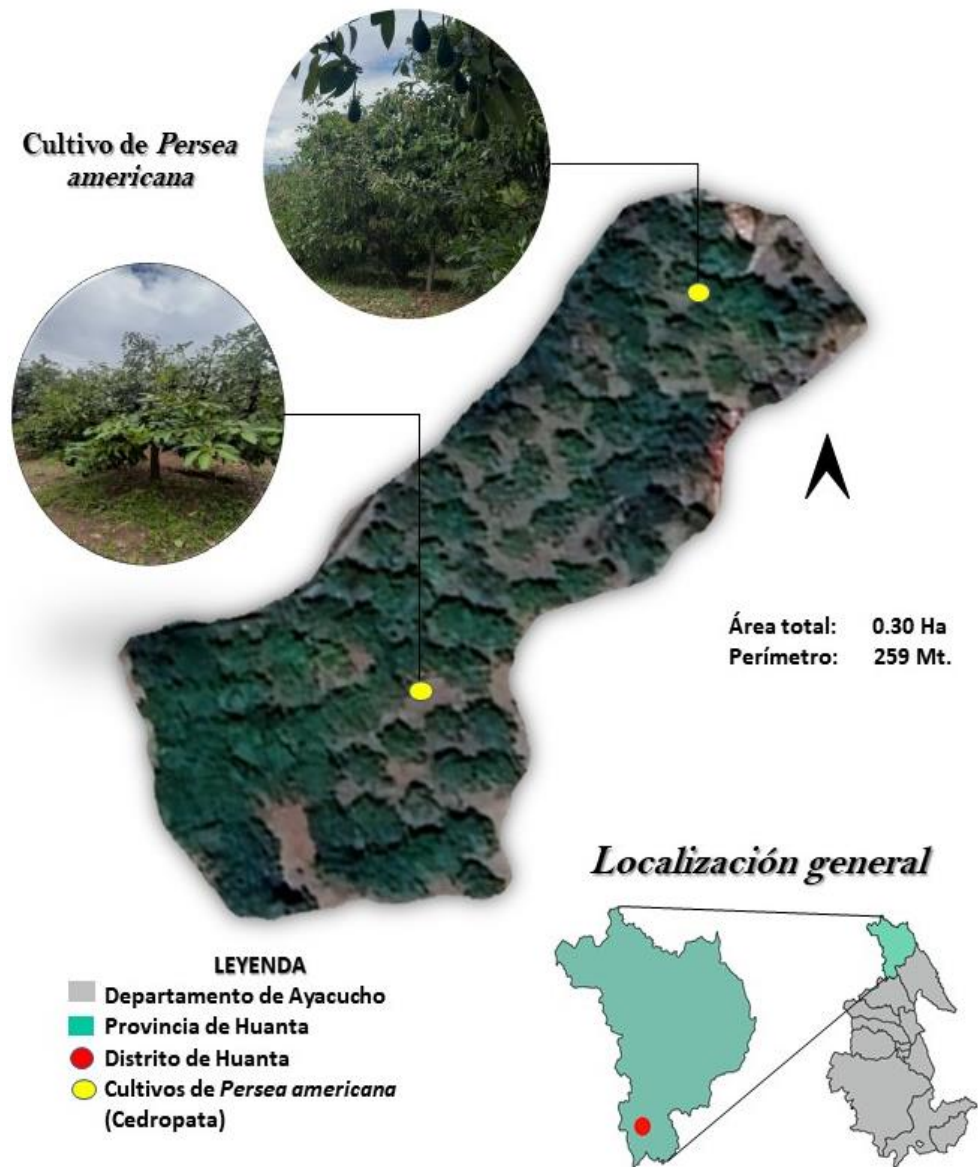 Cultivo de Persea
americana
Área total: 0.30 Ha
Perímetro: 259 Mt.
Localización general
LEYENDA
Departamento de Ayacucho
Provincia de Huanta
Distrito de Huanta
Cultivos de Persea americana
(Cedropata)